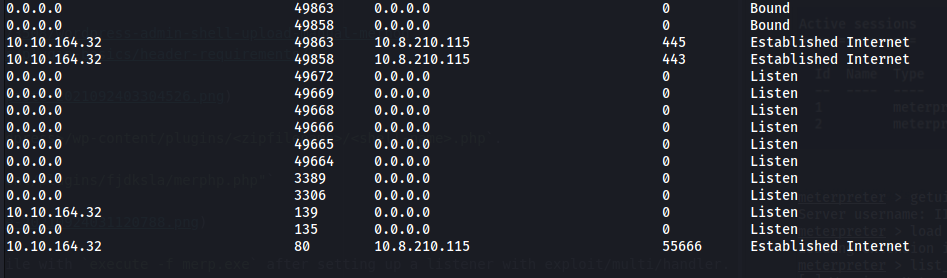 0.0.0.0 49863 0.0.0.0 0 Bound
0.0.0.0 49858 0.0.0.0 0 Bound
10.10.164.32 49863 10.8.210.115 445 Established Internet
10.10.164.32 49858 10.8.210.115 443 Established Internet
0.0.0.0 49672 0.0.0.0 0 Listen
0.0.0.0 49669 0.0.0.0 0 Listen
0.0.0.0 49668 0.0.0.0 0 Listen
0.0.0.0 49666 0.0.0.0 0 Listen
0.0.0.0 49665 0.0.0.0 0 Listen
0.0.0.0 49664 0.0.0.0 0 Listen
0.0.0.0 3389 0.0.0.0 0 Listen
0.0.0.0 3306 0.0.0.0 0 Listen
10.10.164.32 139 0.0.0.0 0 Listen
0.0.0.0 135 0.0.0.0 0 Listen
10.10.164.32 80 10.8.210.115 55666 Established Internet
Active sessions
Id Name Type
1
2
meterpreter >
Server username:
meterpreter > load
meterpreter >